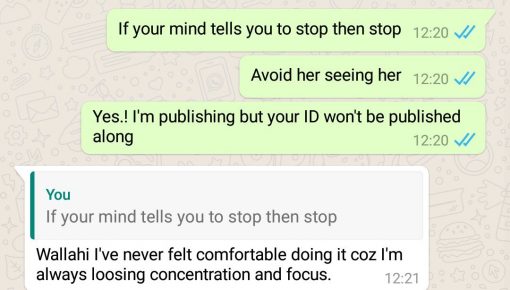 If your mind tells you to stop then stop 12:20
Avoid her seeing her 12:20
Yes.! I'm publishing but your ID won't be published
along 12:20
You
If your mind tells you to stop then stop
Wallahi I've never felt comfortable doing it coz I'm
always loosing concentration and focus. 12:21